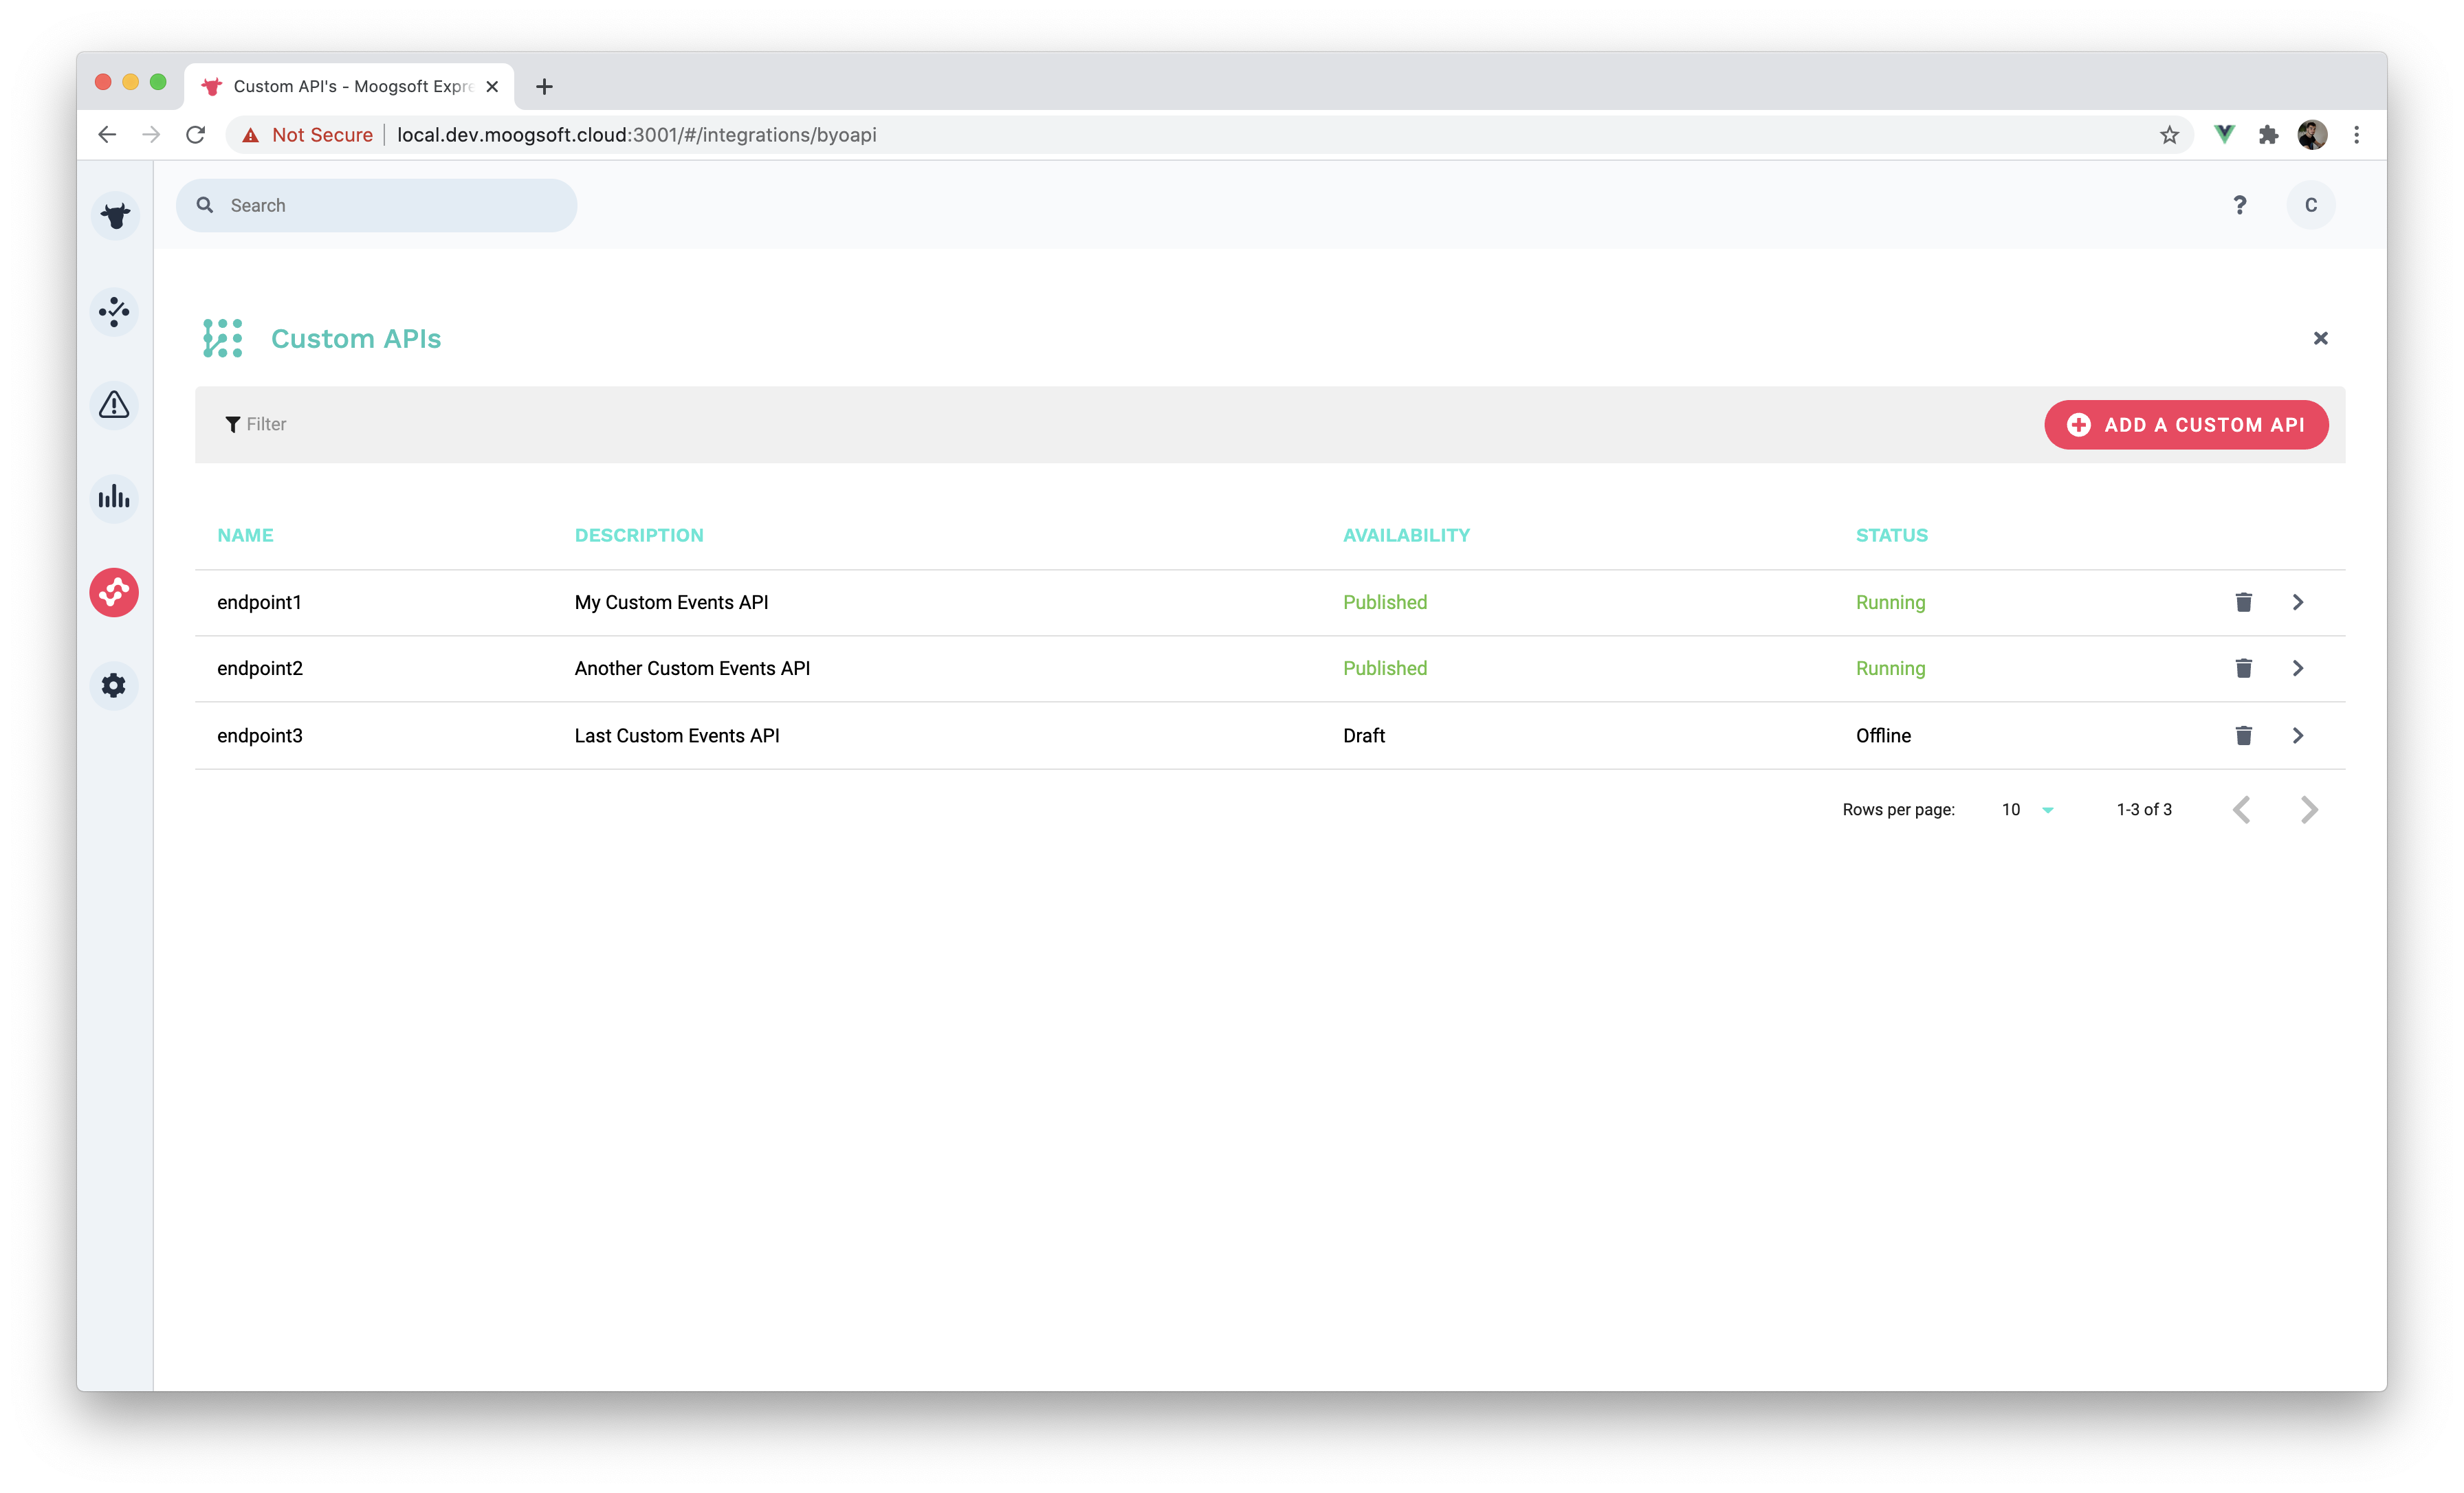 Custom API's - Moogsoft Expre
Not Secure local.dev.moogsoft.cloud:3001/#/integrations/byoapi
Search ? C
Custom APIs
Filter ADD A CUSTOM API
NAME DESCRIPTION AVAILABILITY STATUS
endpoint1 My Custom Events API Published Running
endpoint2 Another Custom Events API Published Running
endpoint3 Last Custom Events API Draft Offline
Rows per page: 10 1-3 of 3